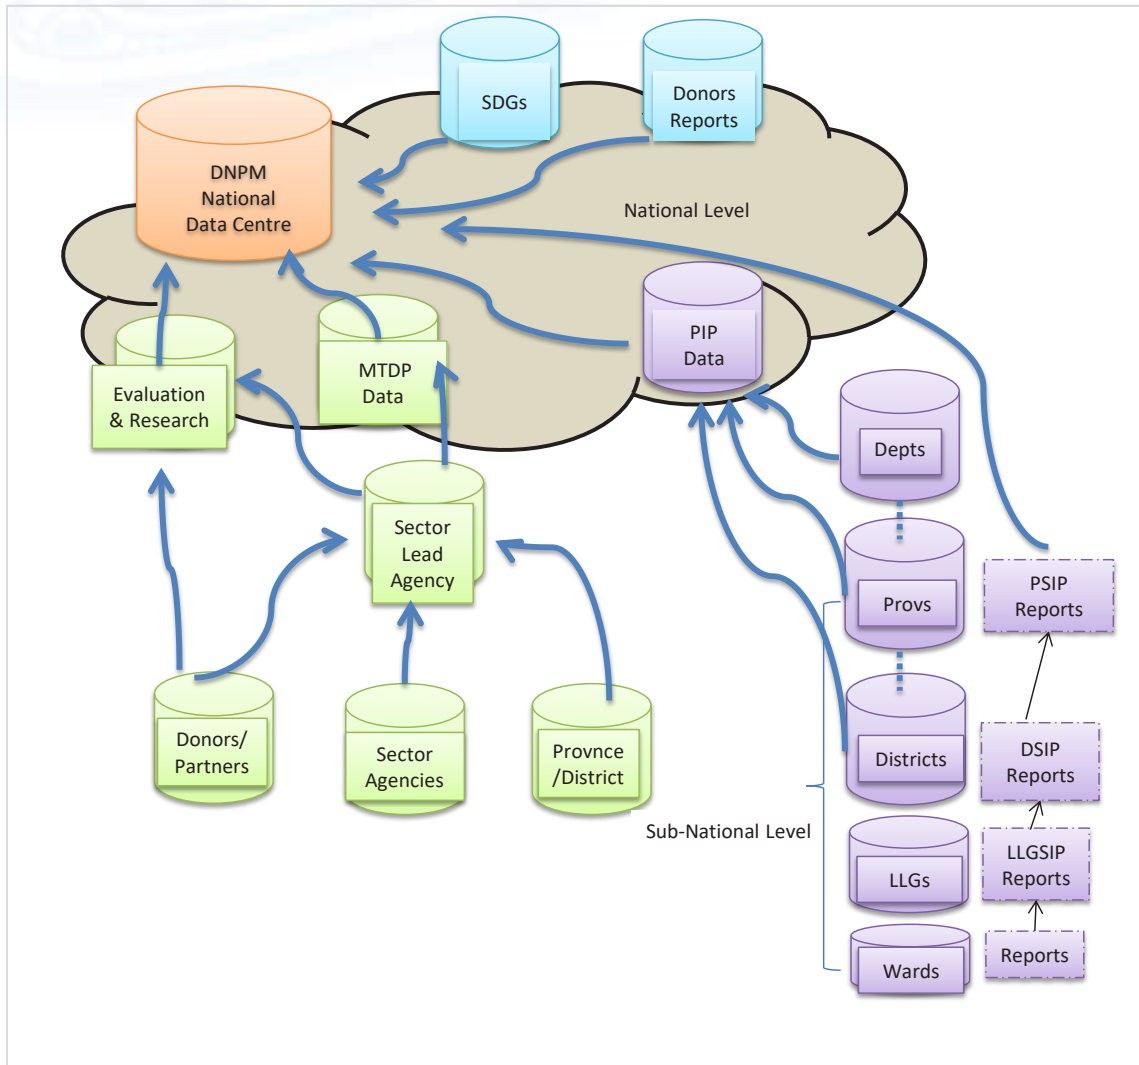 SDGs
Donors
Reports
DNPM
National
Data Centre
National Level
PIP
Data
MTDP
Data
Evaluation
& Research
Depts
Sector
Lead
Agency
Provs
PSIP
Reports
Donors/
Partners
Sector
Agencies
Provnce
/District
Districts
DSIP
Reports
Sub-National Level
LLGs
LLGSIP
Reports
Wards
Reports